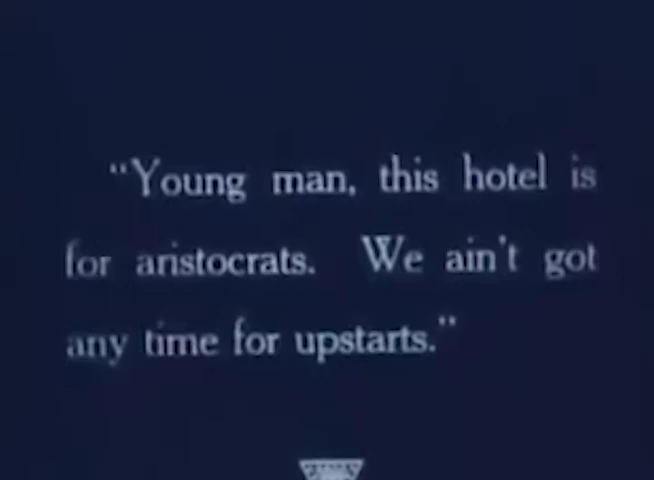 "Young man, this hotel is
for aristocrats. We ain't got
any time for upstarts."